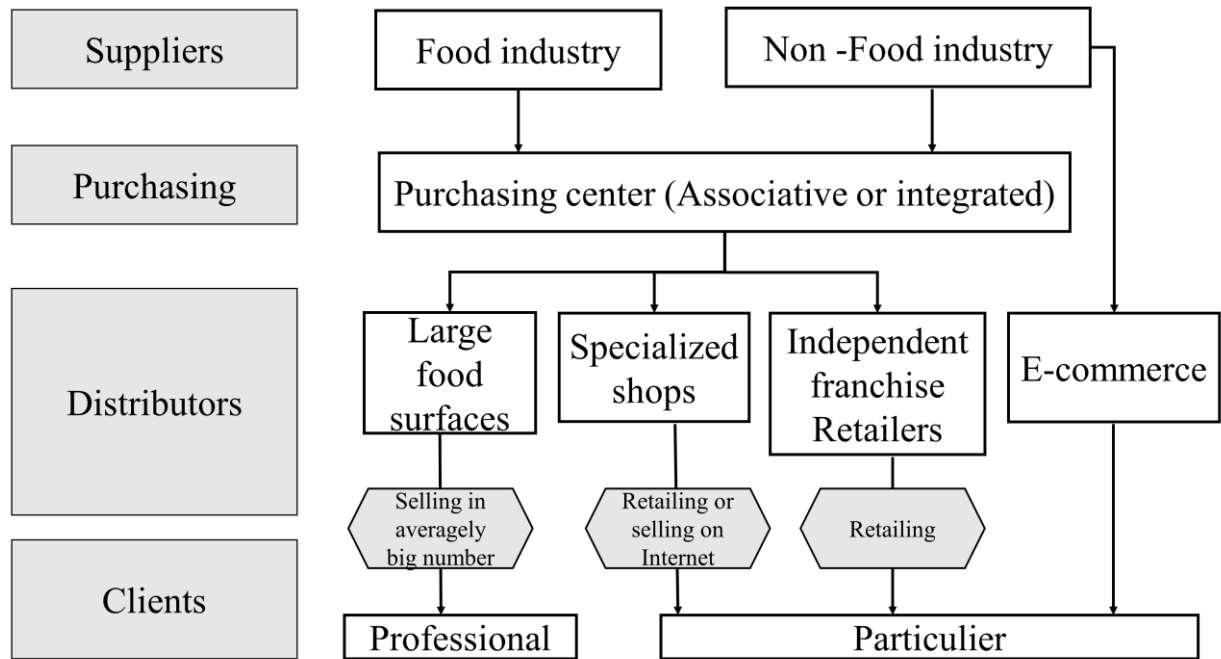 Suppliers
Food industry
Non -Food industry
Purchasing
Purchasing center (Associative or integrated)
Distributors
Large
food
surfaces
Specialized
shops
Independent
franchise
Retailers
E-commerce
Selling in
averagely
big number
Retailing or
selling on
Internet
Retailing
Clients
Professional
Particulier